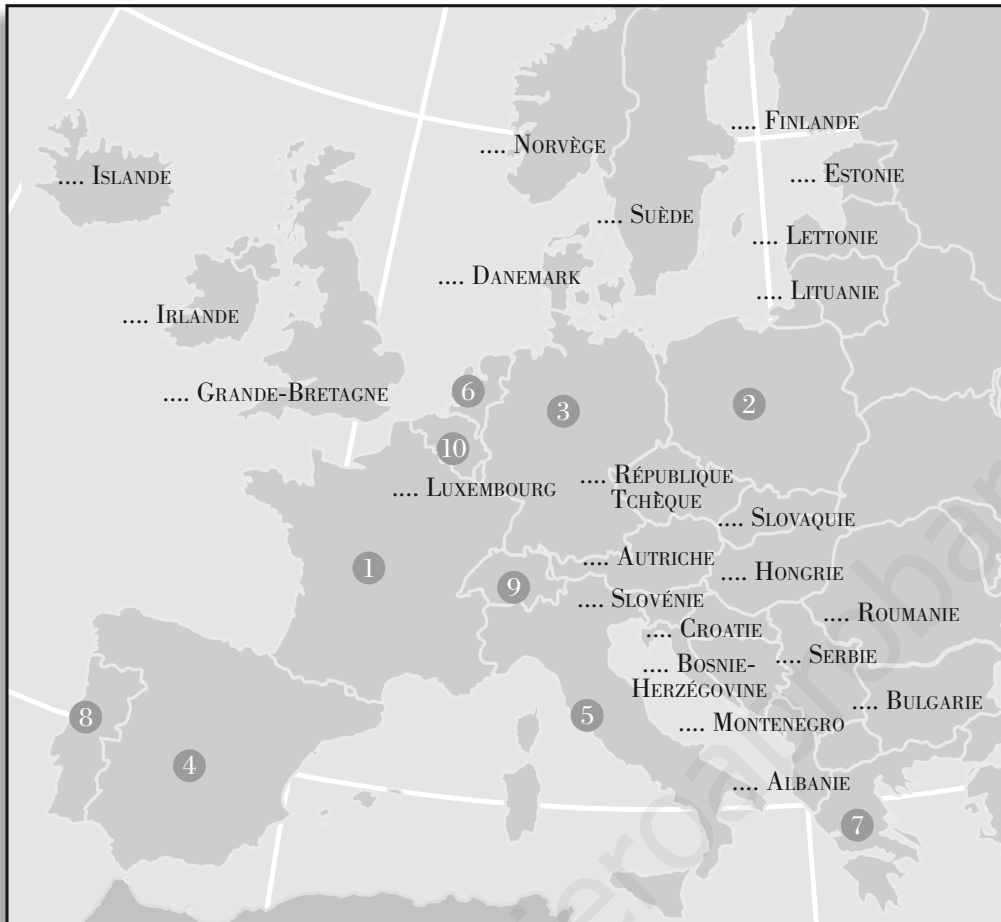 .... Finlande
.... Norvège
.... Islande
.... Estonie
.... Suède
.... Lettonie
.... Danemark
.... Lituanie
.... Irlande
.... Grande-Bretagne
6
3
2
10
.... République
Tchèque
.... Luxembourg
.... Slovaquie
.... Autriche
1
.... Hongrie
9
.... Slovénie
.... Roumanie
.... Croatie
.... Serbie
.... Bosnie-
Herzégovine
.... Bulgarie
8
5
.... Montenegro
4
.... Albanie
7